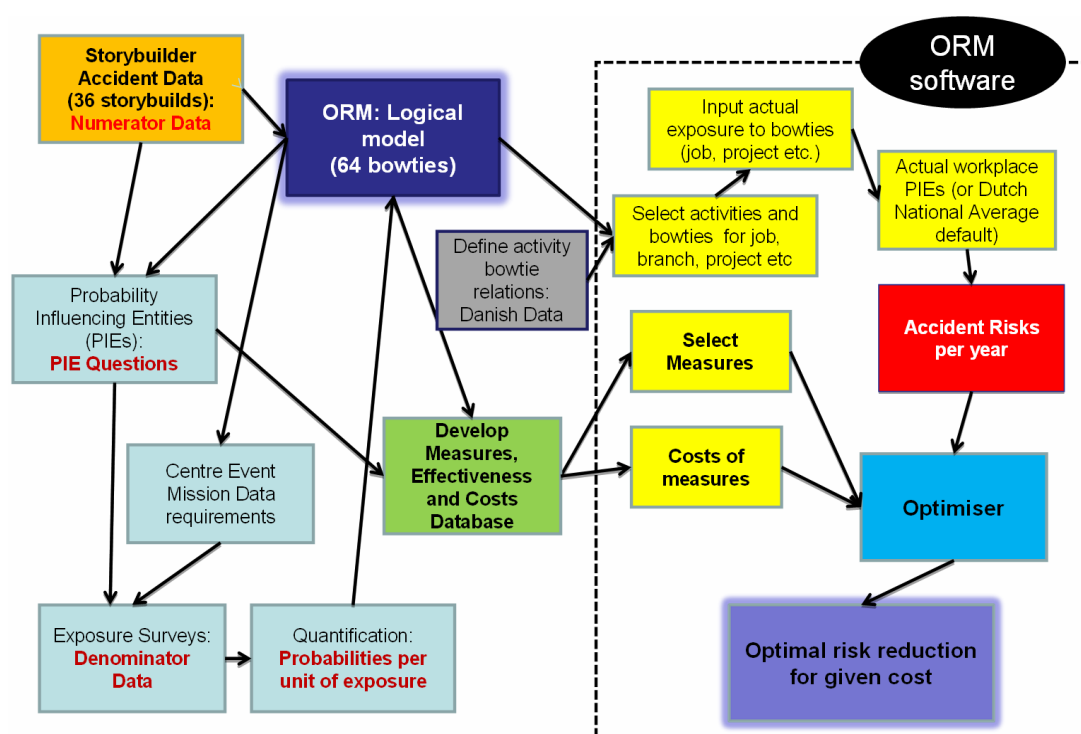 Storybuilder
Accident Data
(36 storybuilds):
Numerator Data
ORM: Logical
model
(64 bowties)
ORM
software
Input actual
exposure to bowties
(job, project etc.)
Actual workplace
PIEs (or Dutch
National Average
default)
Select activities and
bowties for job,
branch, project etc
Define activity
bowtie
relations:
Danish Data
Probability
Influencing Entities
(PIEs):
PIE Questions
Accident Risks
per year
Select
Measures
Develop
Measures,
Effectiveness
and Costs
Database
Costs of
measures
Centre Event
Mission Data
requirements
Optimiser
Exposure Surveys:
Denominator
Data
Quantification:
Probabilities per
unit of exposure
Optimal risk reduction
for given cost